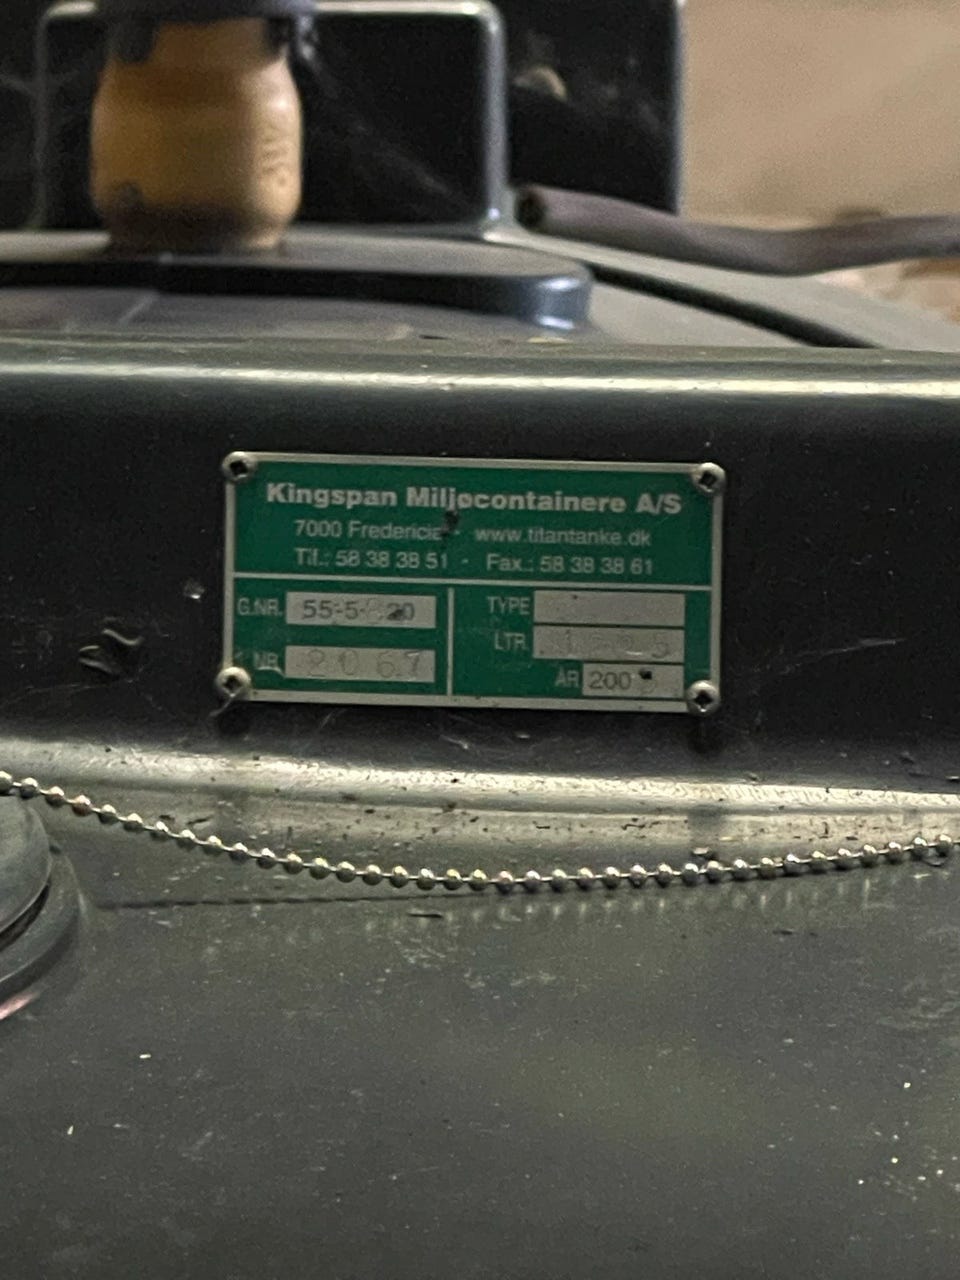 Kingspan Miljøcontainere A/S
7000 Fredericia - www.titantanke.dk
Tlf.: 58 38 38 51 - Fax.: 58 38 38 61
G.NR.
TYPE
LTR.
NR. 2067
ÅR 200